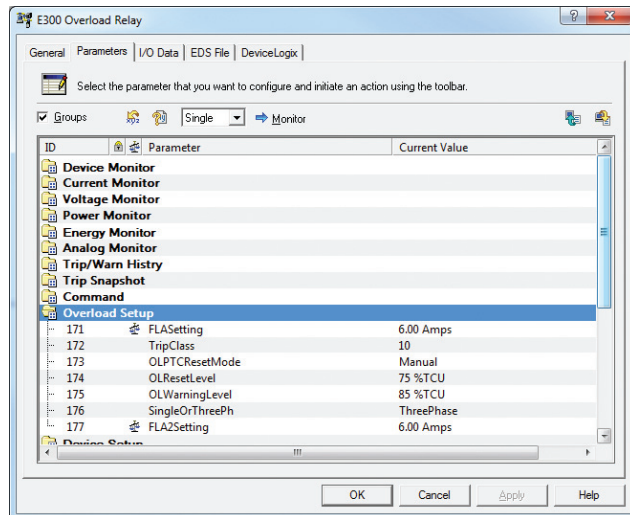 E300 Overload Relay
General Parameters I/O Data EDS File DeviceLogix
Select the parameter that you want to configure and initiate an action using the toolbar.
Groups Single Monitor
ID Parameter Current Value
Device Monitor
Current Monitor
Voltage Monitor
Power Monitor
Energy Monitor
Analog Monitor
Trip/Warn Histry
Trip Snapshot
Command
Overload Setup
171 FLASetting 6.00 Amps
172 TripClass 10
173 OLPTCResetMode Manual
174 OLResetLevel 75 %TCU
175 OLWarningLevel 85 %TCU
176 SingleOrThreePh ThreePhase
177 FLA2Setting 6.00 Amps
Device Setup
OK Cancel Apply Help